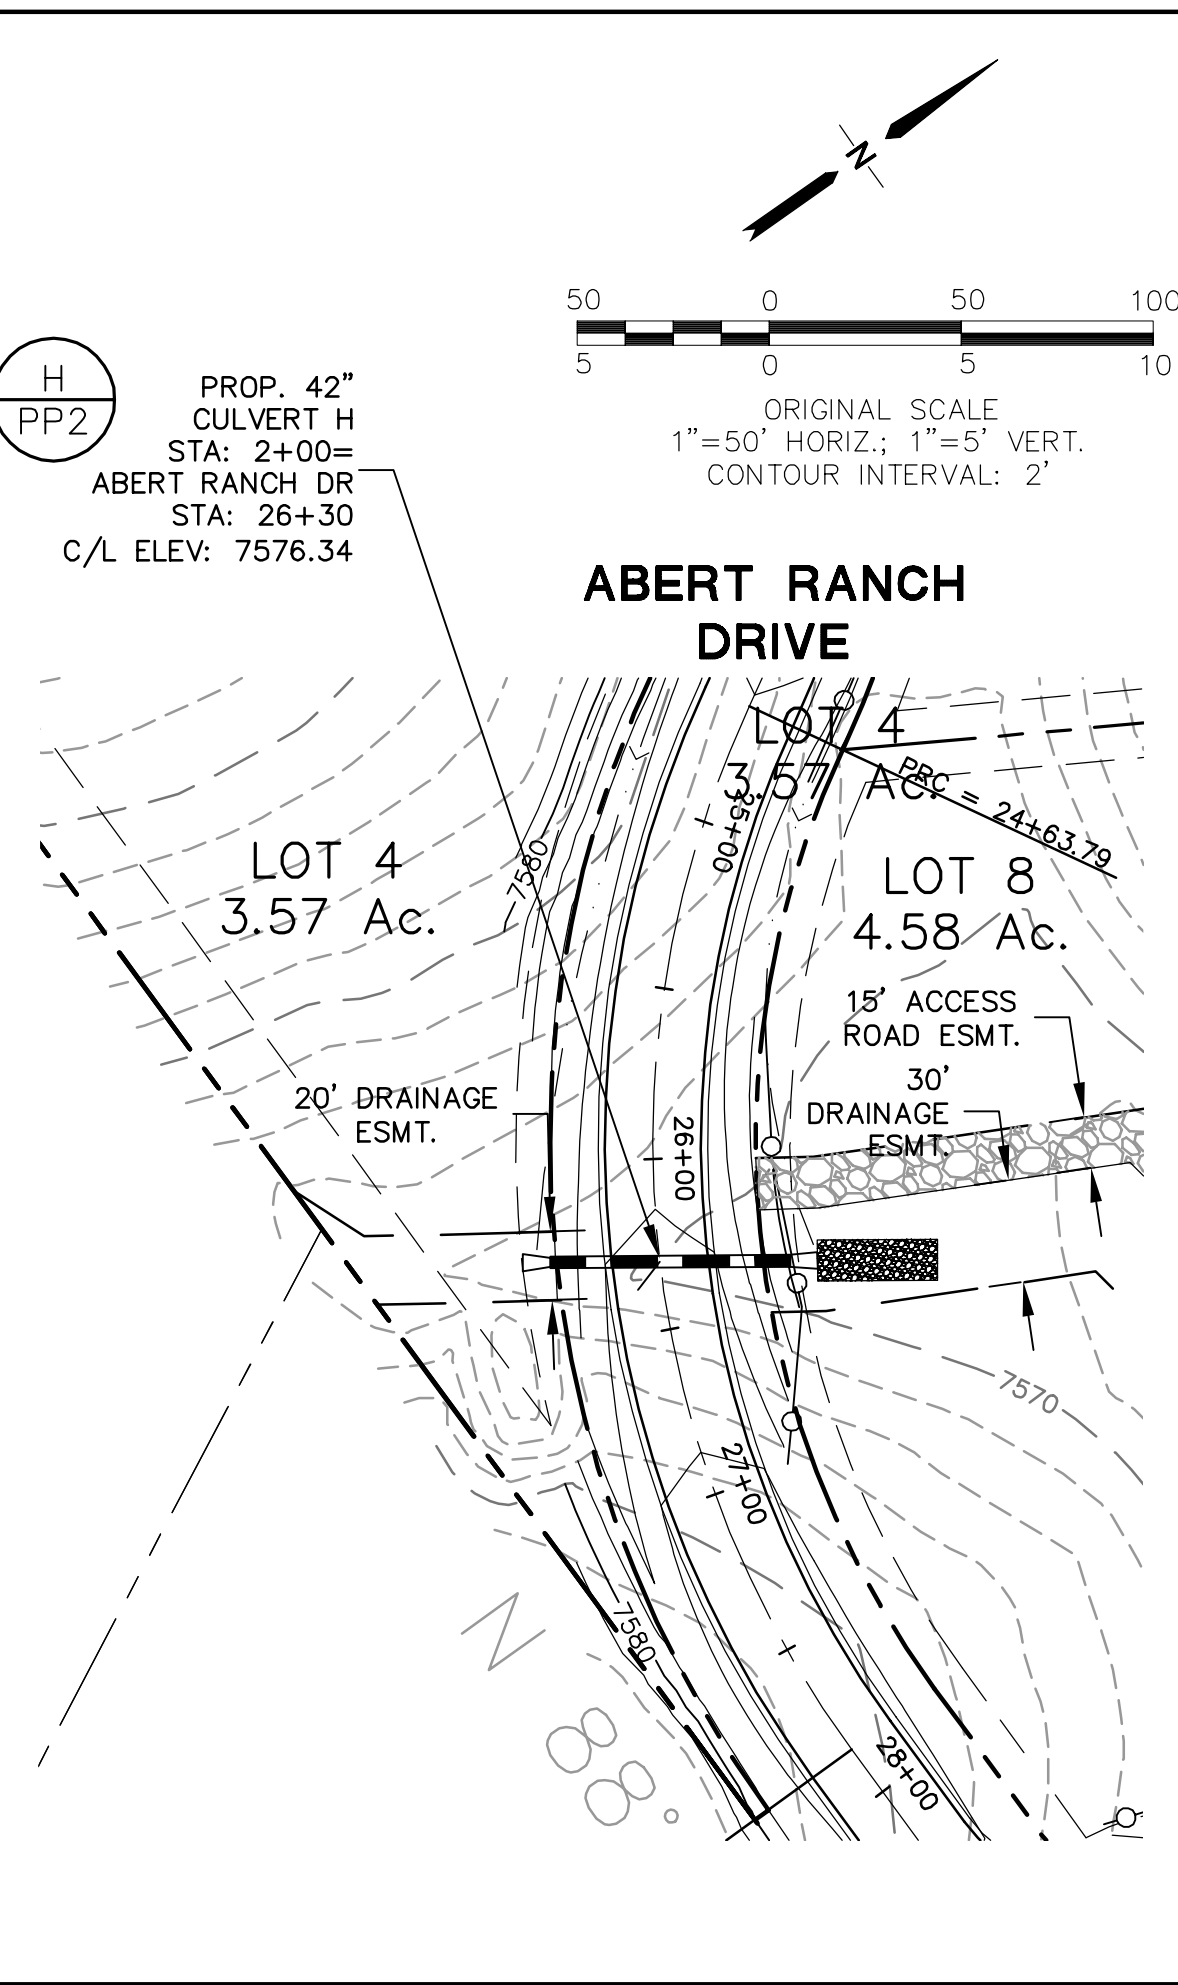 N
50 0 50 100
5 0 5 10
ORIGINAL SCALE
1"=50' HORIZ.; 1"=5' VERT.
CONTOUR INTERVAL: 2'
H
PP2
PROP. 42"
CULVERT H
STA: 2+00=
ABERT RANCH DR
STA: 26+30
C/L ELEV: 7576.34
ABERT RANCH
DRIVE
LOT 4
3.57 Ac.
PRC = 24+63.79
25+00
7580
LOT 4
3.57 Ac.
LOT 8
4.58 Ac.
15' ACCESS
ROAD ESMT.
30'
DRAINAGE
ESMT.
20' DRAINAGE
ESMT.
26+00
7570
27+00
7580
N 88°
28+00